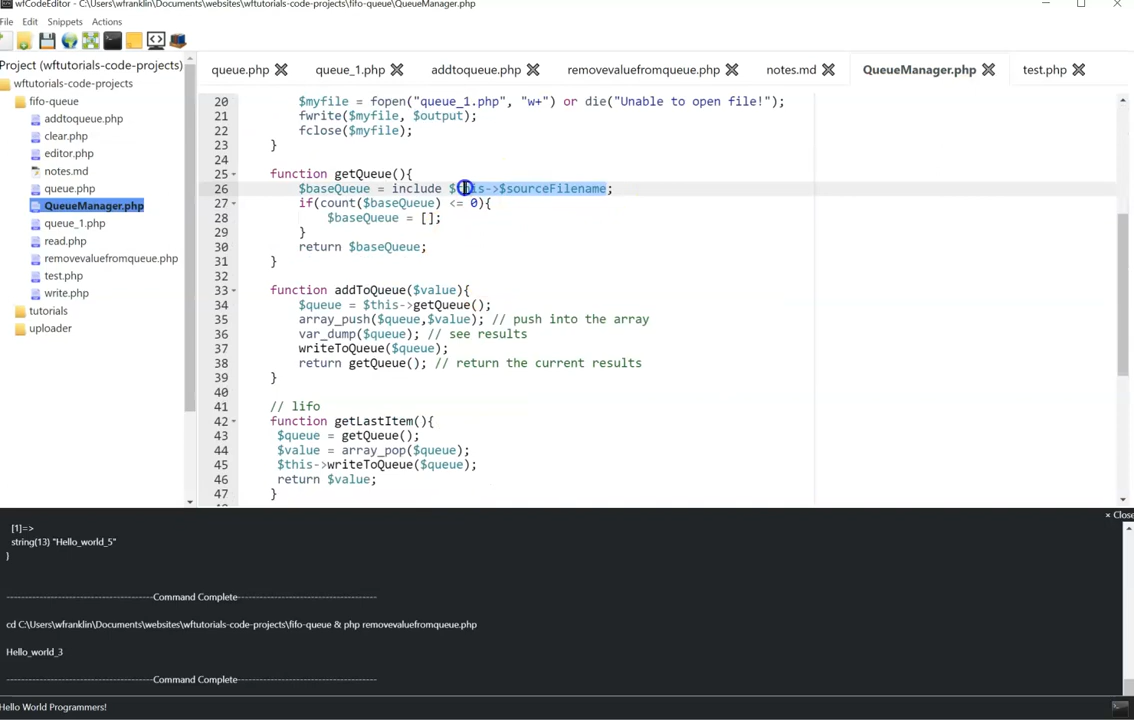 wfCodeEditor - C:\Users\wfranklin\Documents\websites\wftutorials-code-projects\fifo-queue\QueueManager.php
File Edit Snippets Actions
Project (wftutorials-code-projects)
wftutorials-code-projects
fifo-queue
addtoqueue.php
clear.php
editor.php
notes.md
queue.php
QueueManager.php
queue_1.php
read.php
removevaluefromqueue.php
test.php
write.php
tutorials
uploader
queue.php queue_1.php addtoqueue.php removevaluefromqueue.php notes.md QueueManager.php test.php
20 $myfile = fopen("queue_1.php", "w+") or die("Unable to open file!");
21 fwrite($myfile, $output);
22 fclose($myfile);
23 }
24
25 function getQueue(){
26 $baseQueue = include $this->$sourceFilename;
27 if(count($baseQueue) <= 0){
28 $baseQueue = [];
29 }
30 return $baseQueue;
31 }
32
33 function addToQueue($value){
34 $queue = $this->getQueue();
35 array_push($queue,$value); // push into the array
36 var_dump($queue); // see results
37 writeToQueue($queue);
38 return getQueue(); // return the current results
39 }
40
41 // lifo
42 function getLastItem(){
43 $queue = getQueue();
44 $value = array_pop($queue);
45 $this->writeToQueue($queue);
46 return $value;
47 }
× Close
[1]=>
string(13) "Hello_world_5"
}
---------------------------------------Command Complete-------------------------------------
cd C:\Users\wfranklin\Documents\websites\wftutorials-code-projects\fifo-queue & php removevaluefromqueue.php
Hello_world_3
---------------------------------------Command Complete-------------------------------------
Hello World Programmers!